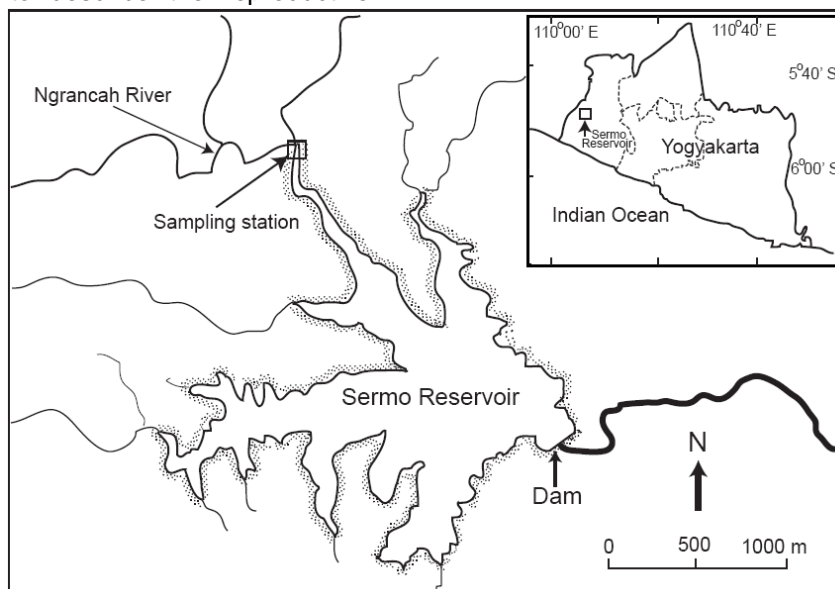 110°00' E
110°40' E
5°40' S
Ngrancah River
Sermo
Reservoir
Yogyakarta
6°00' S
Sampling station
Indian Ocean
Sermo Reservoir
N
Dam
0 500 1000 m